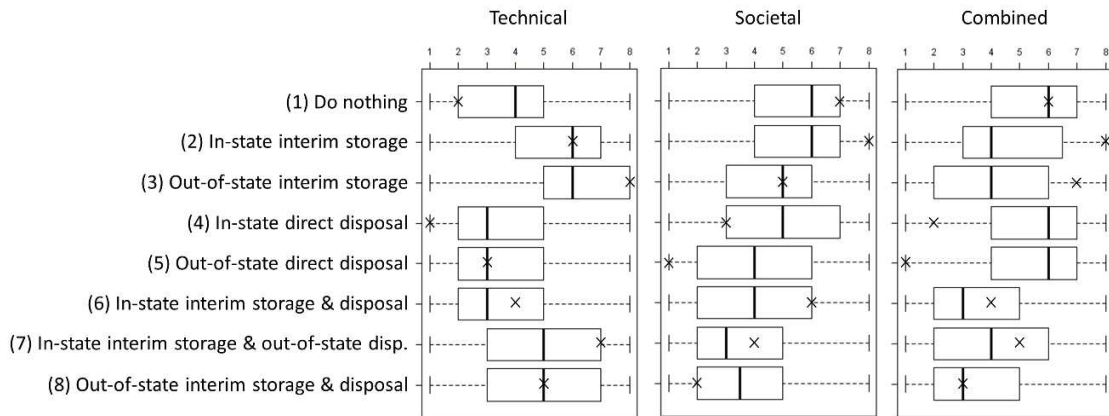 Technical Societal Combined
1 2 3 4 5 6 7 8 1 2 3 4 5 6 7 8 1 2 3 4 5 6 7 8
(1) Do nothing
(2) In-state interim storage
(3) Out-of-state interim storage
(4) In-state direct disposal
(5) Out-of-state direct disposal
(6) In-state interim storage & disposal
(7) In-state interim storage & out-of-state disp.
(8) Out-of-state interim storage & disposal